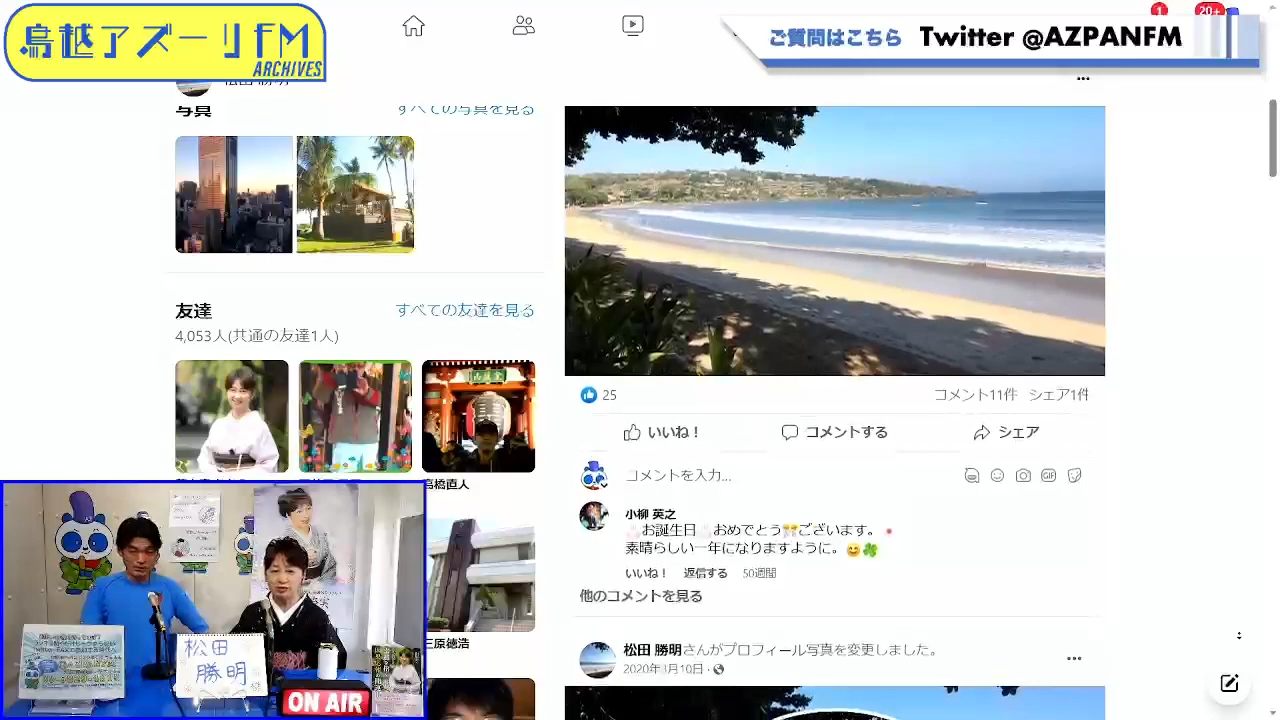 鳥越アズーリFM
ARCHIVES
ご質問はこちら Twitter @AZPANFM
1
20+
写真
すべての写真を見る
友達
すべての友達を見る
4,053人(共通の友達1人)
高橋直人
三原徳浩
25
コメント11件 シェア1件
いいね！
コメントする
シェア
コメントを入力...
GIF
小柳 英之
お誕生日おめでとうございます。
素晴らしい一年になりますように。
いいね！ 返信する 50週間
他のコメントを見る
松田 勝明さんがプロフィール写真を変更しました。
2020年3月10日
松田
勝明
ON AIR